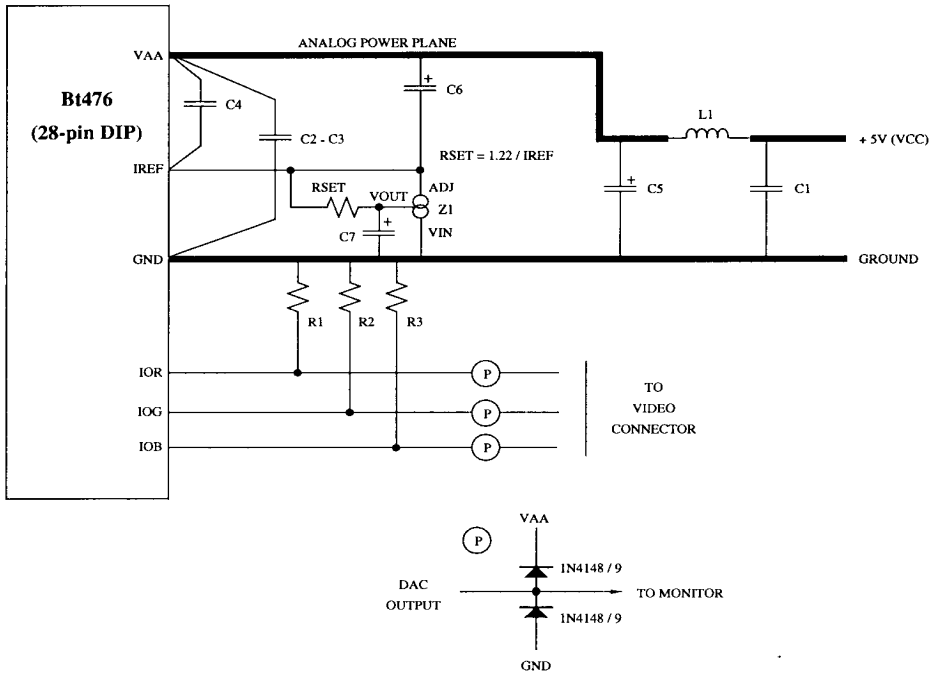 ANALOG POWER PLANE
VAA
Bt476
(28-pin DIP)
C4
+
C6
L1
C2 - C3
+ 5V (VCC)
IREF
RSET = 1.22 / IREF
RSET
VOUT
ADJ
Z1
+
C5
C1
+
C7
VIN
GND
GROUND
R1
R2
R3
IOR
P
TO
IOG
P
VIDEO
CONNECTOR
IOB
P
VAA
P
1N4148 / 9
DAC
OUTPUT
TO MONITOR
1N4148 / 9
GND